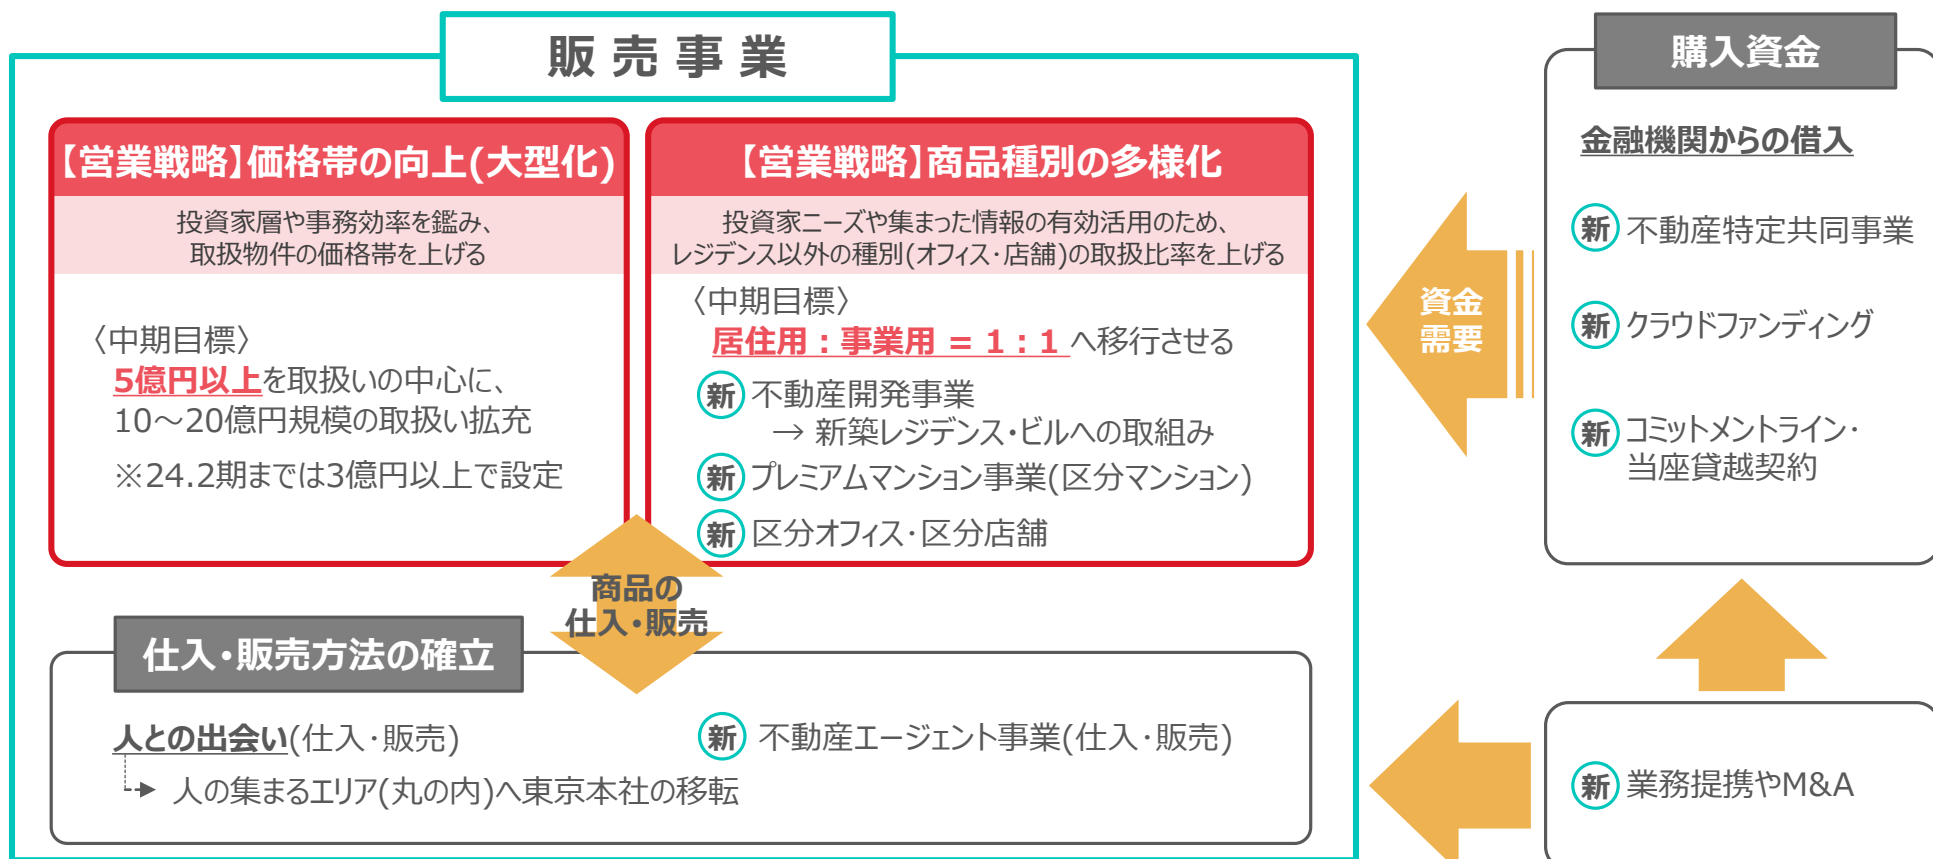 販売事業
【営業戦略】価格帯の向上(大型化)
投資家層や事務効率を鑑み、
取扱物件の価格帯を上げる
〈中期目標〉
5億円以上を取扱いの中心に、
10～20億円規模の取扱い拡充
※24.2期までは3億円以上で設定
【営業戦略】商品種別の多様化
投資家ニーズや集まった情報の有効活用のため、
レジデンス以外の種別(オフィス・店舗)の取扱比率を上げる
〈中期目標〉
居住用：事業用 = 1：1 へ移行させる
新 不動産開発事業
→ 新築レジデンス・ビルへの取組み
新 プレミアムマンション事業(区分マンション)
新 区分オフィス・区分店舗
商品の
仕入・販売
仕入・販売方法の確立
人との出会い(仕入・販売)
人の集まるエリア(丸の内)へ東京本社の移転
新 不動産エージェント事業(仕入・販売)
資金
需要
購入資金
金融機関からの借入
新 不動産特定共同事業
新 クラウドファンディング
新 コミットメントライン・
当座貸越契約
新 業務提携やM&A